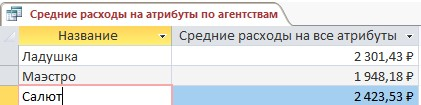 Средние расходы на атрибуты по агентствам
Название Средние расходы на все атрибуты
Ладушка 2 301,43 ₽
Маэстро 1 948,18 ₽
Салют 2 423,53 ₽